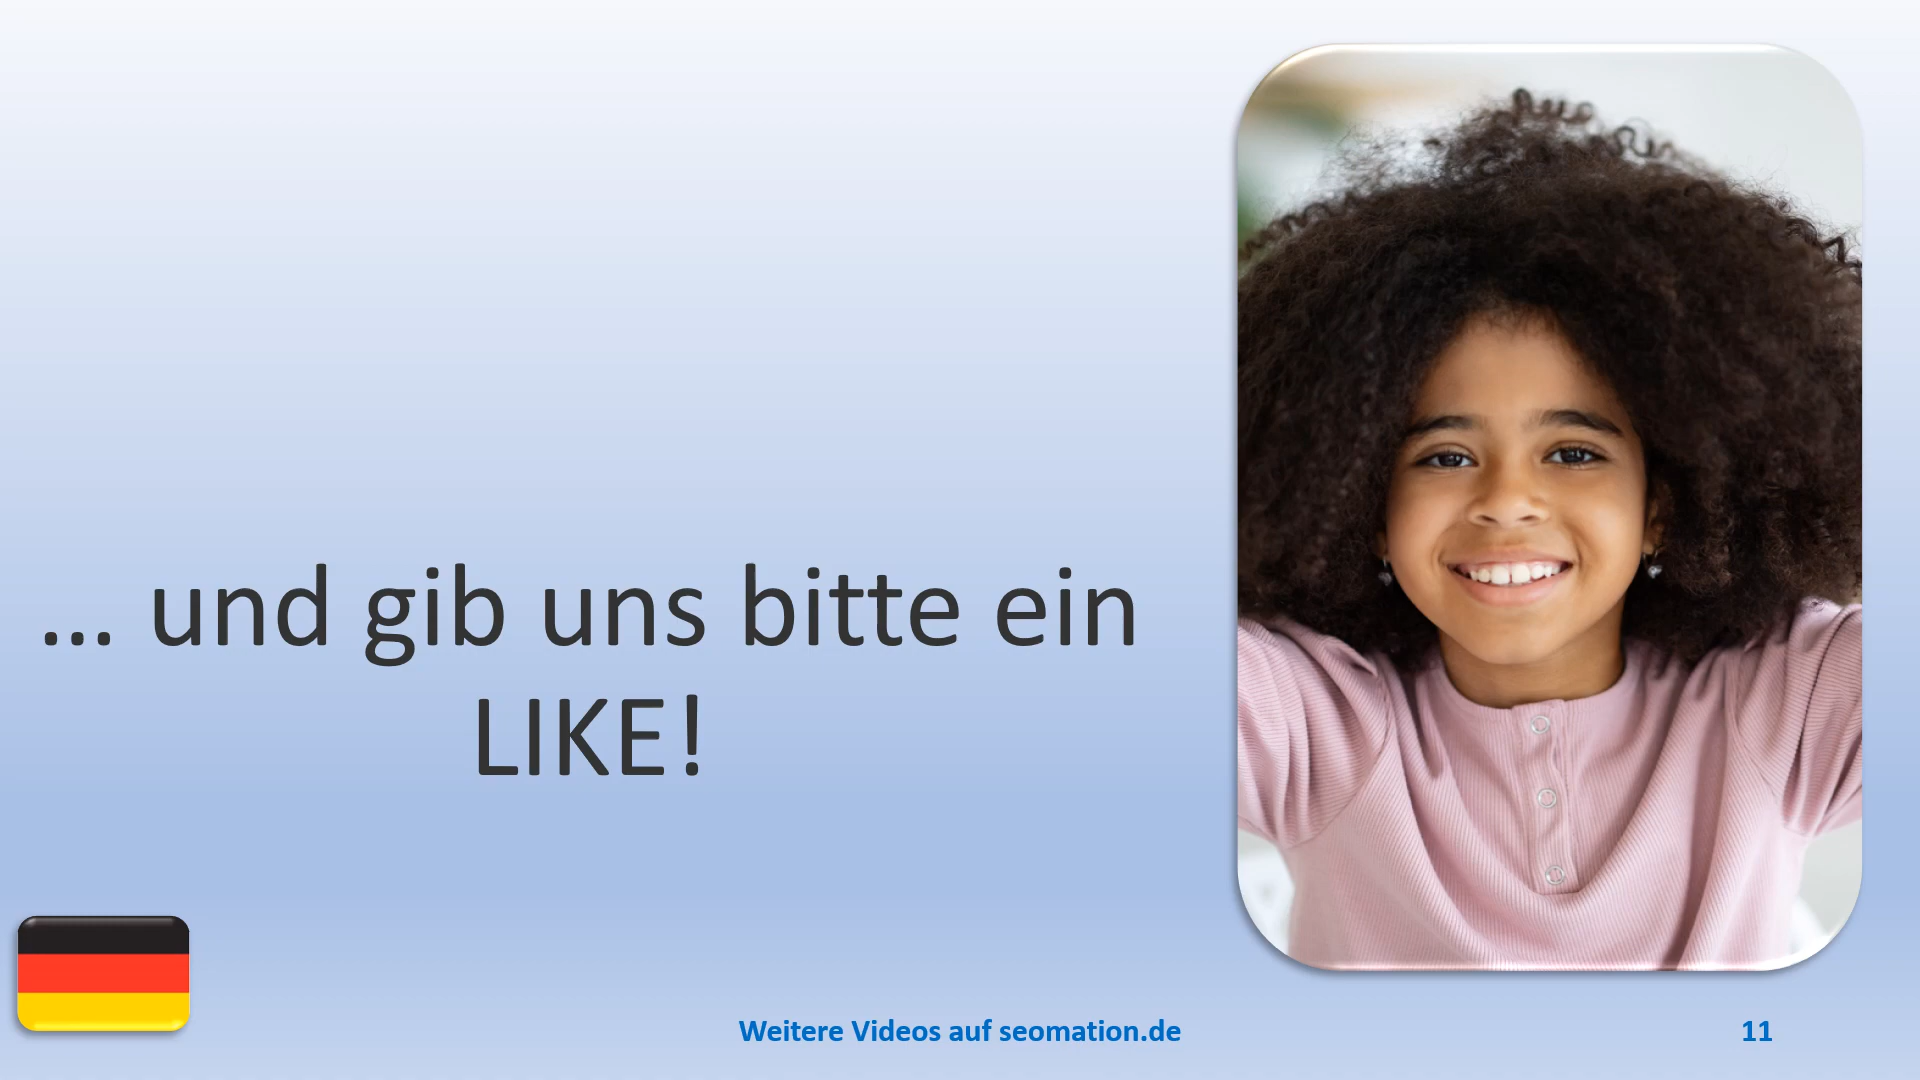 ... und gib uns bitte ein
LIKE!
Weitere Videos auf seomation.de
11